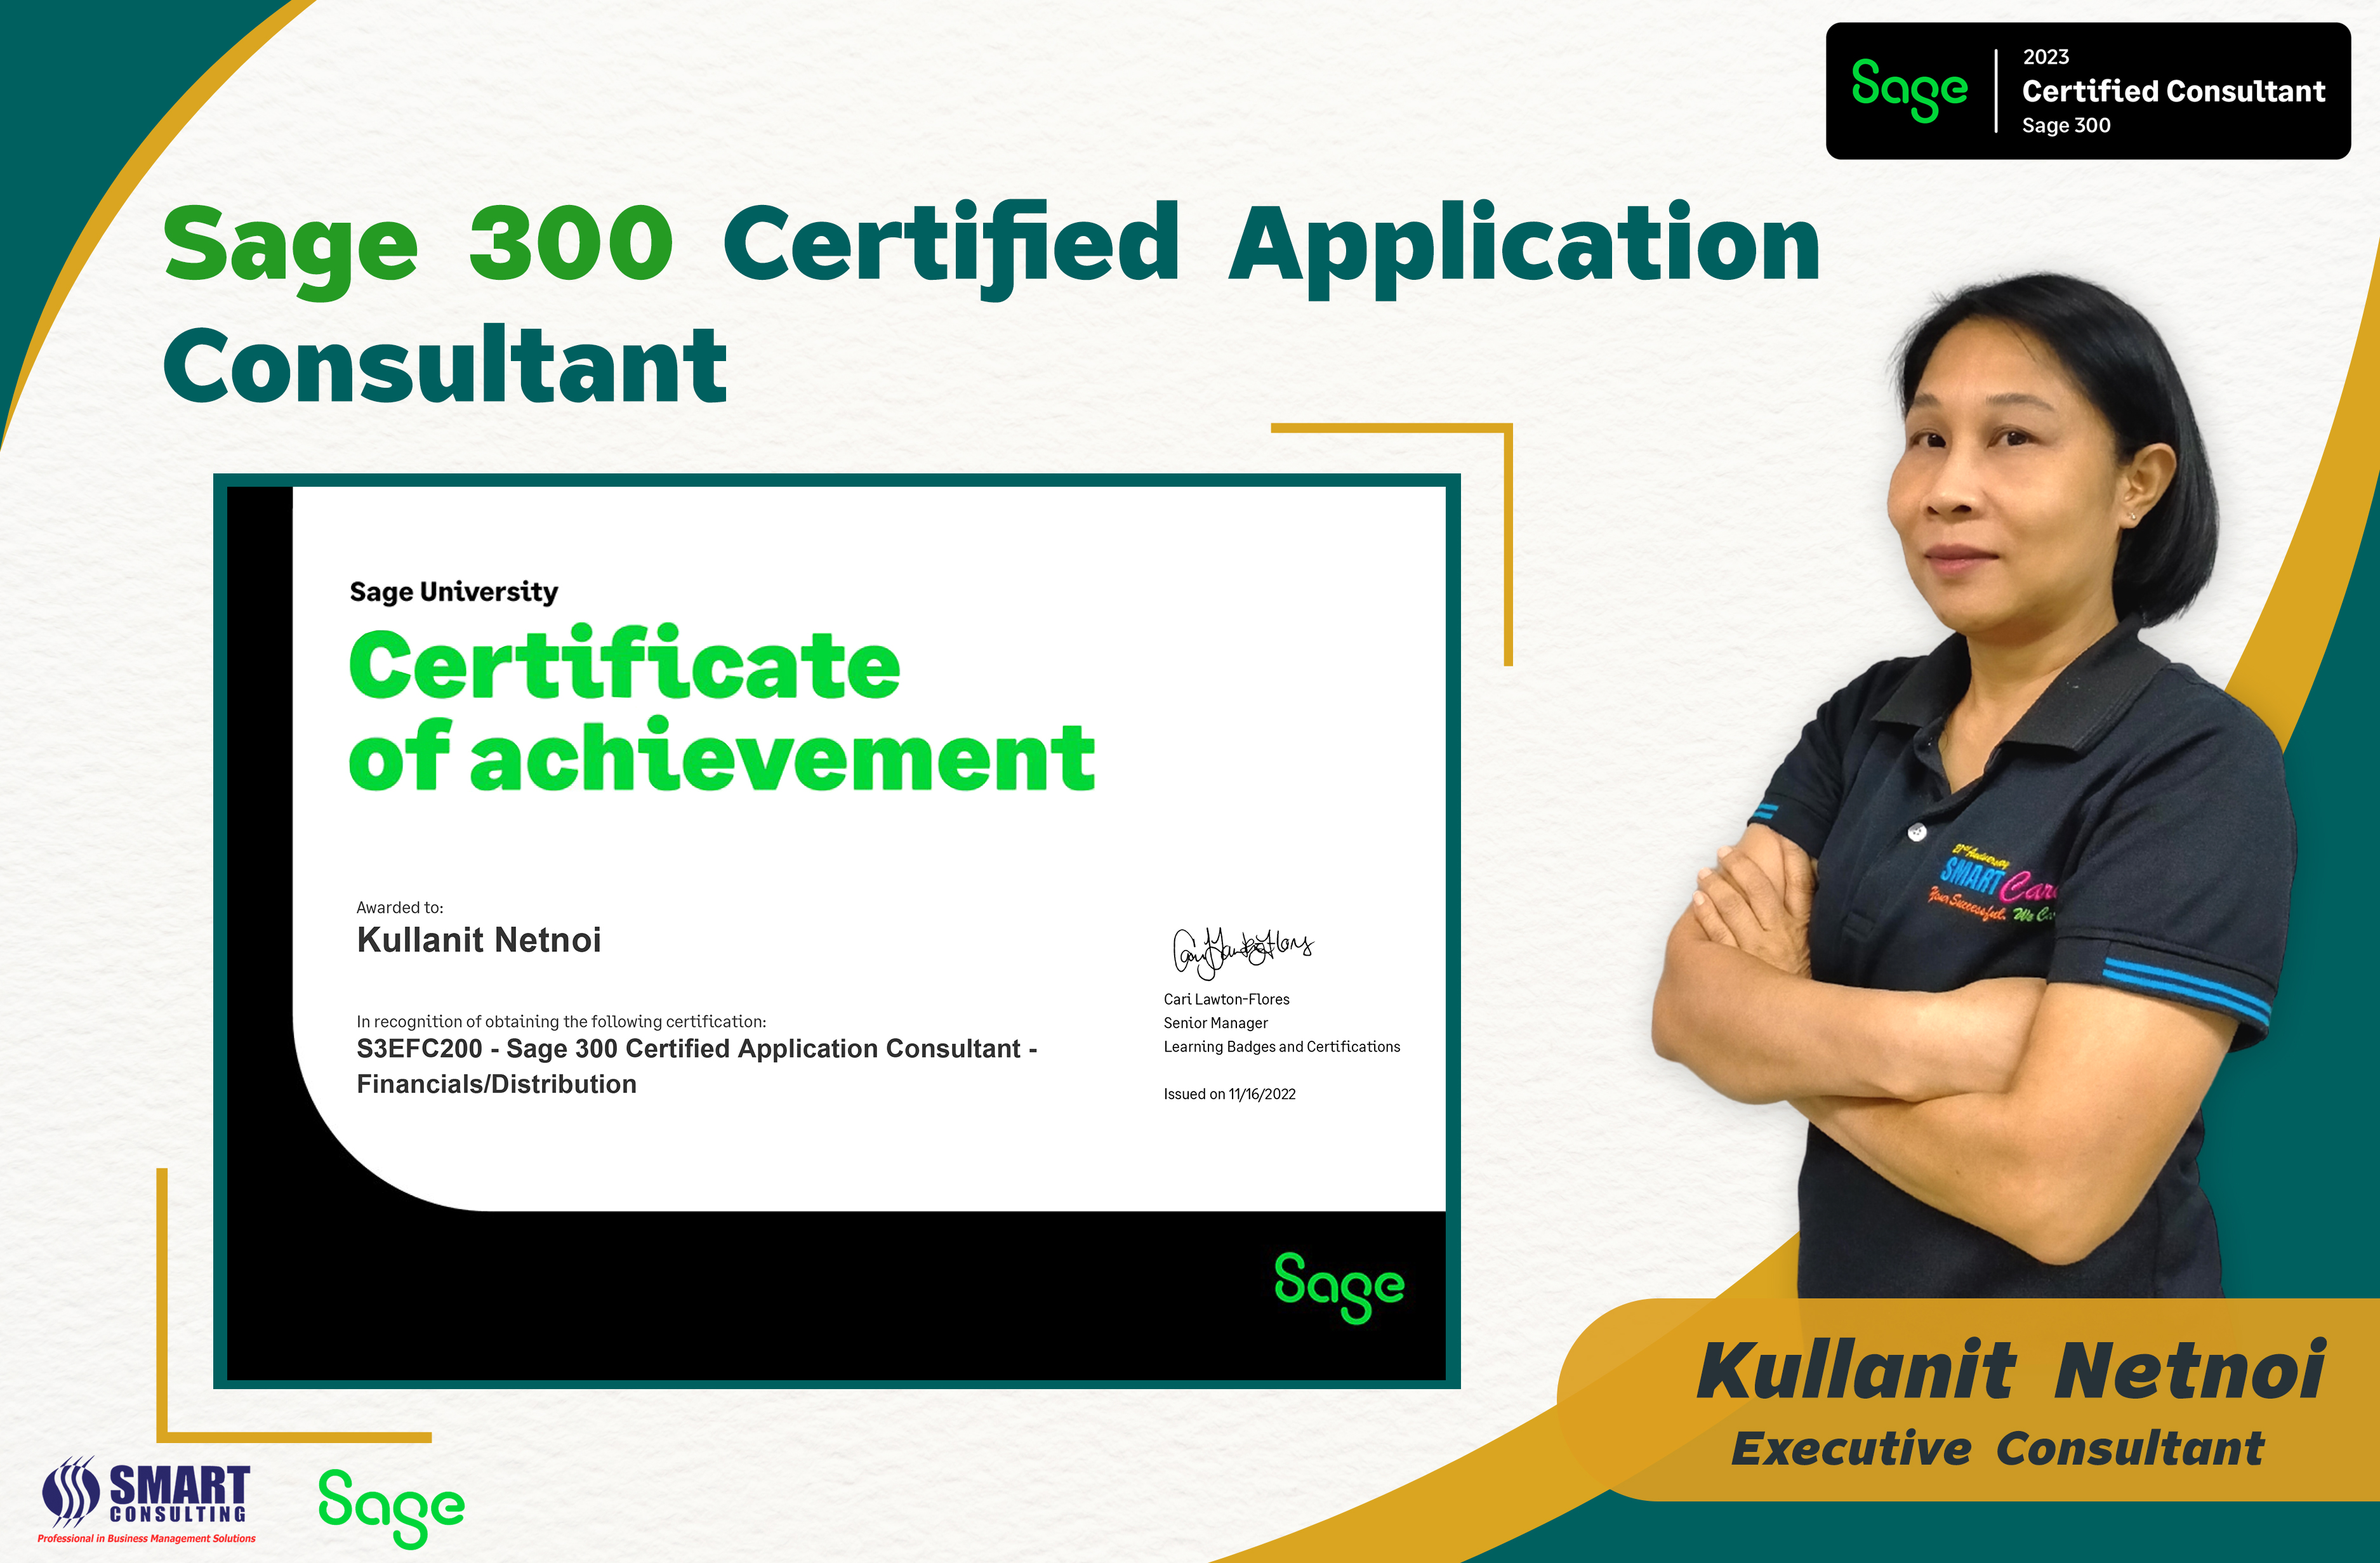 Sage
2023
Certified Consultant
Sage 300
Sage 300 Certified Application
Consultant
Sage University
Certificate
of achievement
Awarded to:
Kullanit Netnoi
In recognition of obtaining the following certification:
S3EFC200 - Sage 300 Certified Application Consultant -
Financials/Distribution
Cari Lawton-Flores
Senior Manager
Learning Badges and Certifications
Issued on 11/16/2022
Sage
21st Anniversary
SMART Car
Your Successful. We C
Kullanit Netnoi
Executive Consultant
SMART
CONSULTING
Professional in Business Management Solutions
Sage